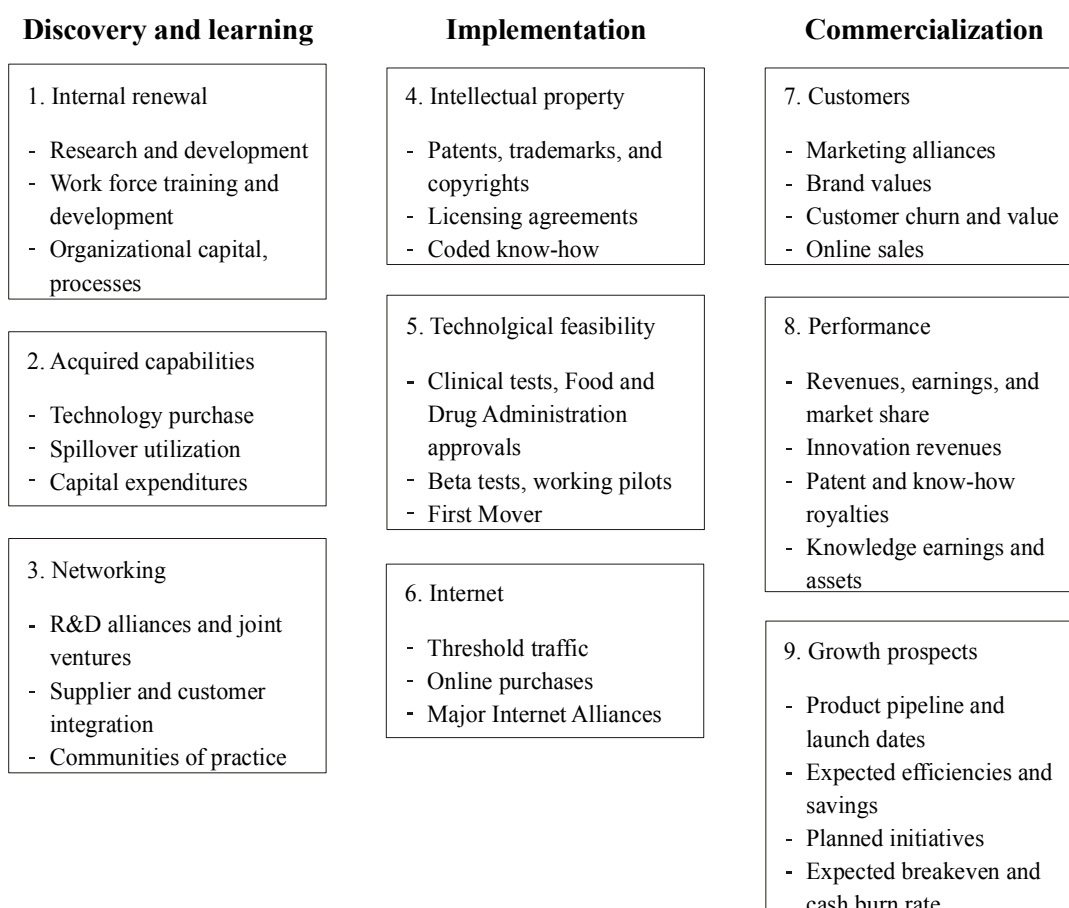 Discovery and learning
1. Internal renewal
- Research and development
- Work force training and
development
- Organizational capital,
processes
2. Acquired capabilities
- Technology purchase
- Spillover utilization
- Capital expenditures
3. Networking
- R&D alliances and joint
ventures
- Supplier and customer
integration
- Communities of practice
Implementation
4. Intellectual property
- Patents, trademarks, and
copyrights
- Licensing agreements
- Coded know-how
5. Technolgical feasibility
- Clinical tests, Food and
Drug Administration
approvals
- Beta tests, working pilots
- First Mover
6. Internet
- Threshold traffic
- Online purchases
- Major Internet Alliances
Commercialization
7. Customers
- Marketing alliances
- Brand values
- Customer churn and value
- Online sales
8. Performance
- Revenues, earnings, and
market share
- Innovation revenues
- Patent and know-how
royalties
- Knowledge earnings and
assets
9. Growth prospects
- Product pipeline and
launch dates
- Expected efficiencies and
savings
- Planned initiatives
- Expected breakeven and
cash burn rate